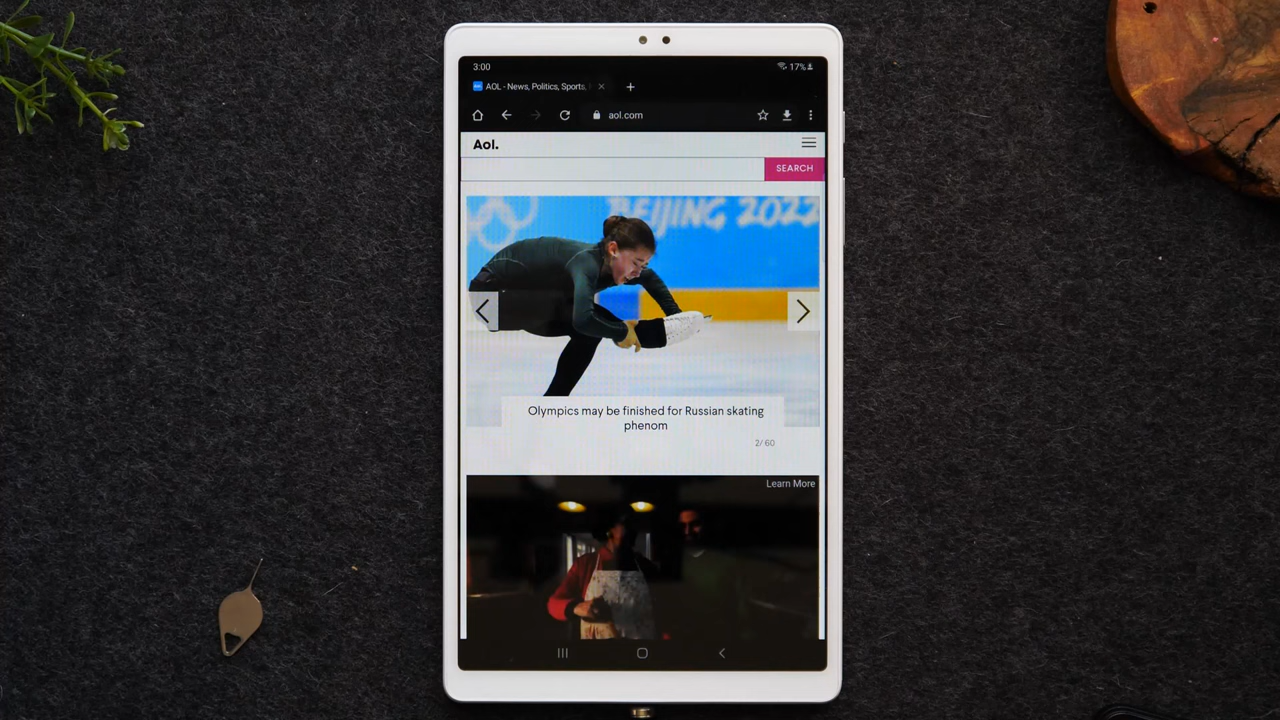 3:00
17%
AOL - News, Politics, Sports,
aol.com
Aol.
SEARCH
BEIJING 2022
Olympics may be finished for Russian skating
phenom
2/60
Learn More